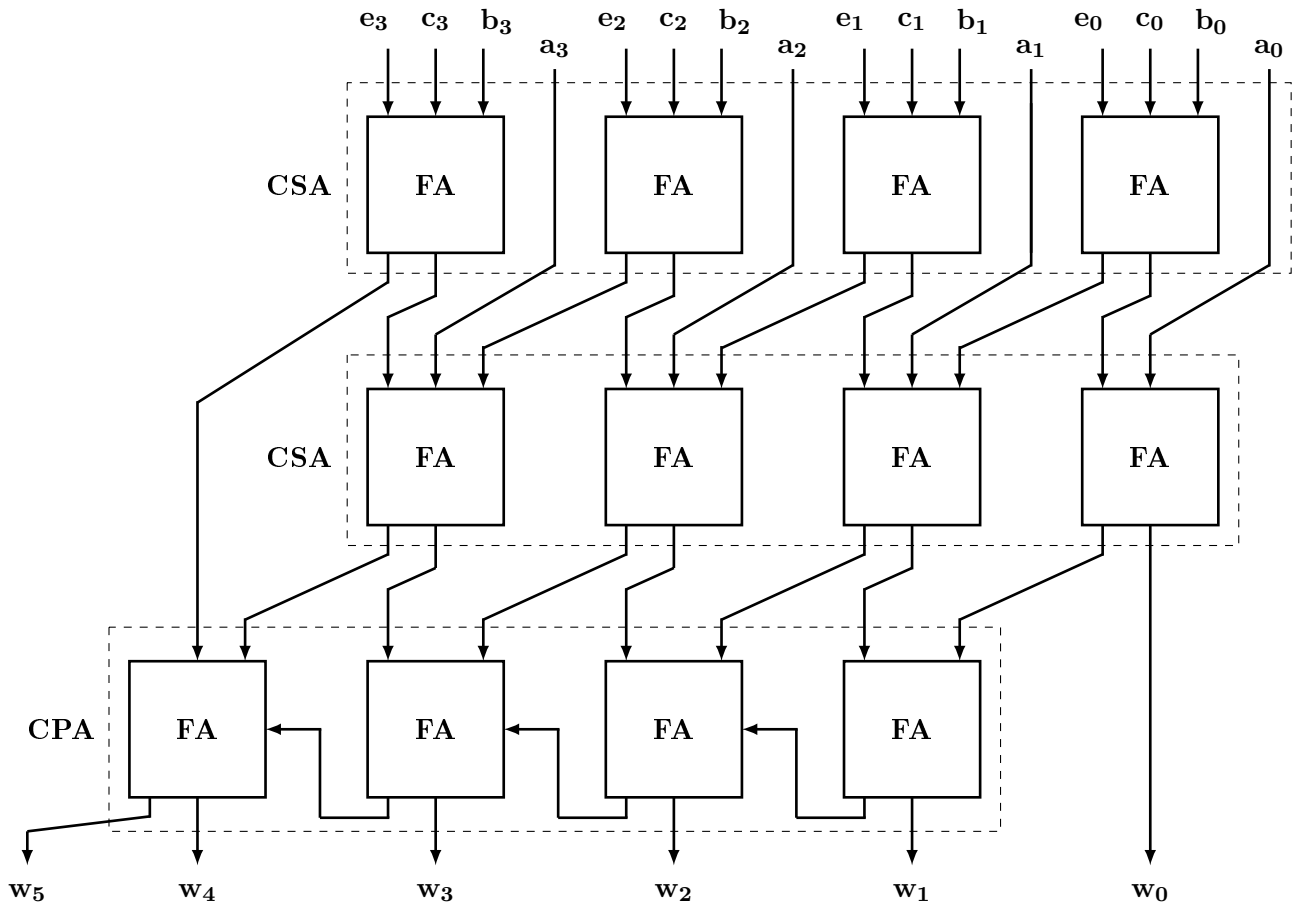 e₃ c₃ b₃ e₂ c₂ b₂ e₁ c₁ b₁ e₀ c₀ b₀
a₃ a₂ a₁ a₀
CSA FA FA FA FA
CSA FA FA FA FA
CPA FA FA FA FA
w₅ w₄ w₃ w₂ w₁ w₀